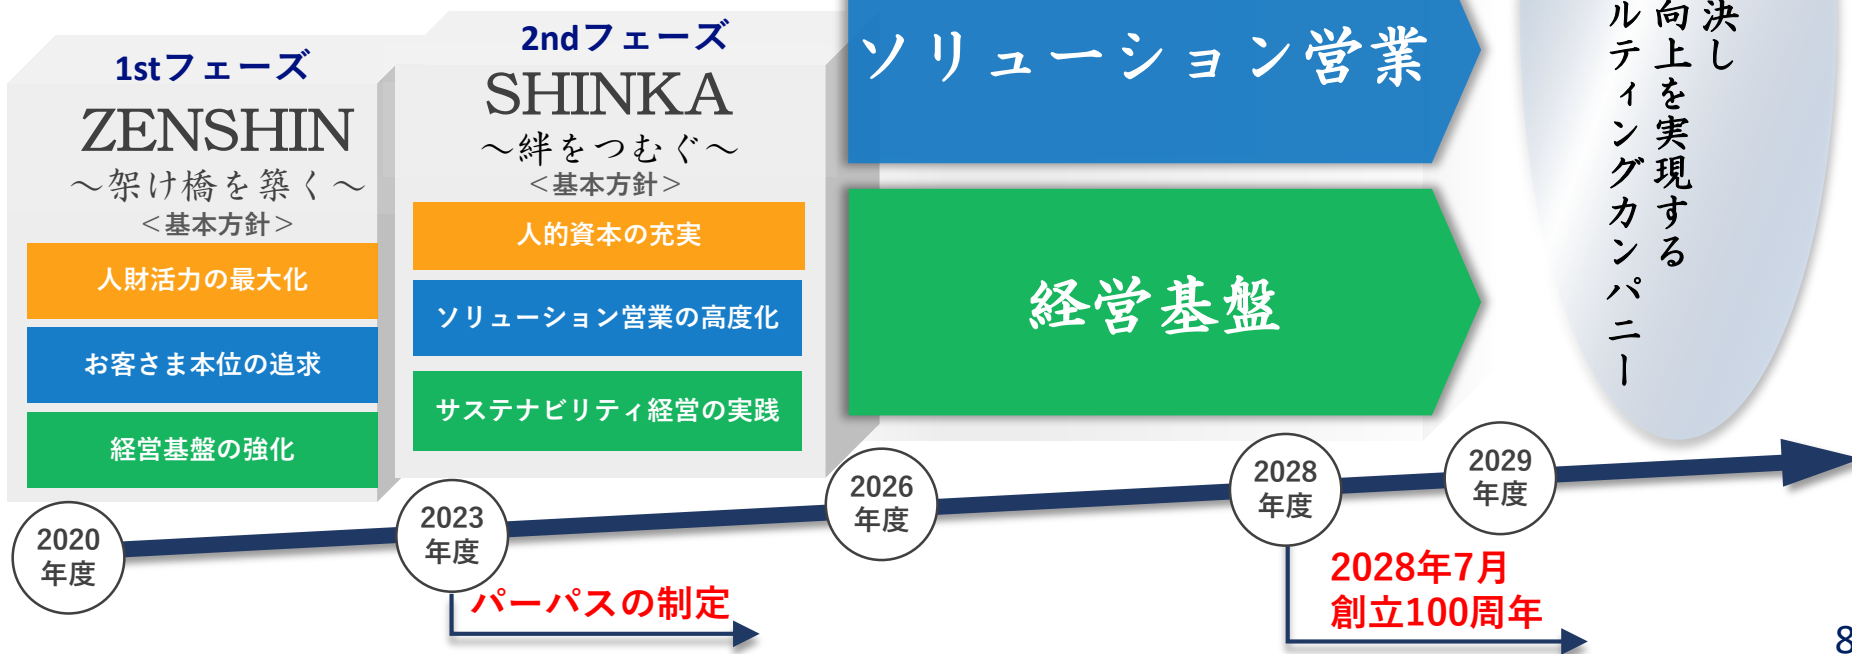 1stフェーズ
ZENSHIN
～架け橋を築く～
＜基本方針＞
人財活力の最大化
お客さま本位の追求
経営基盤の強化
2ndフェーズ
SHINKA
～絆をつむぐ～
＜基本方針＞
人的資本の充実
ソリューション営業の高度化
サステナビリティ経営の実践
ソリューション営業
経営基盤
決し
向上を実現する
ルティングカンパニー
2020
年度
2023
年度
2026
年度
2028
年度
2029
年度
パーパスの制定
2028年7月
創立100周年
8